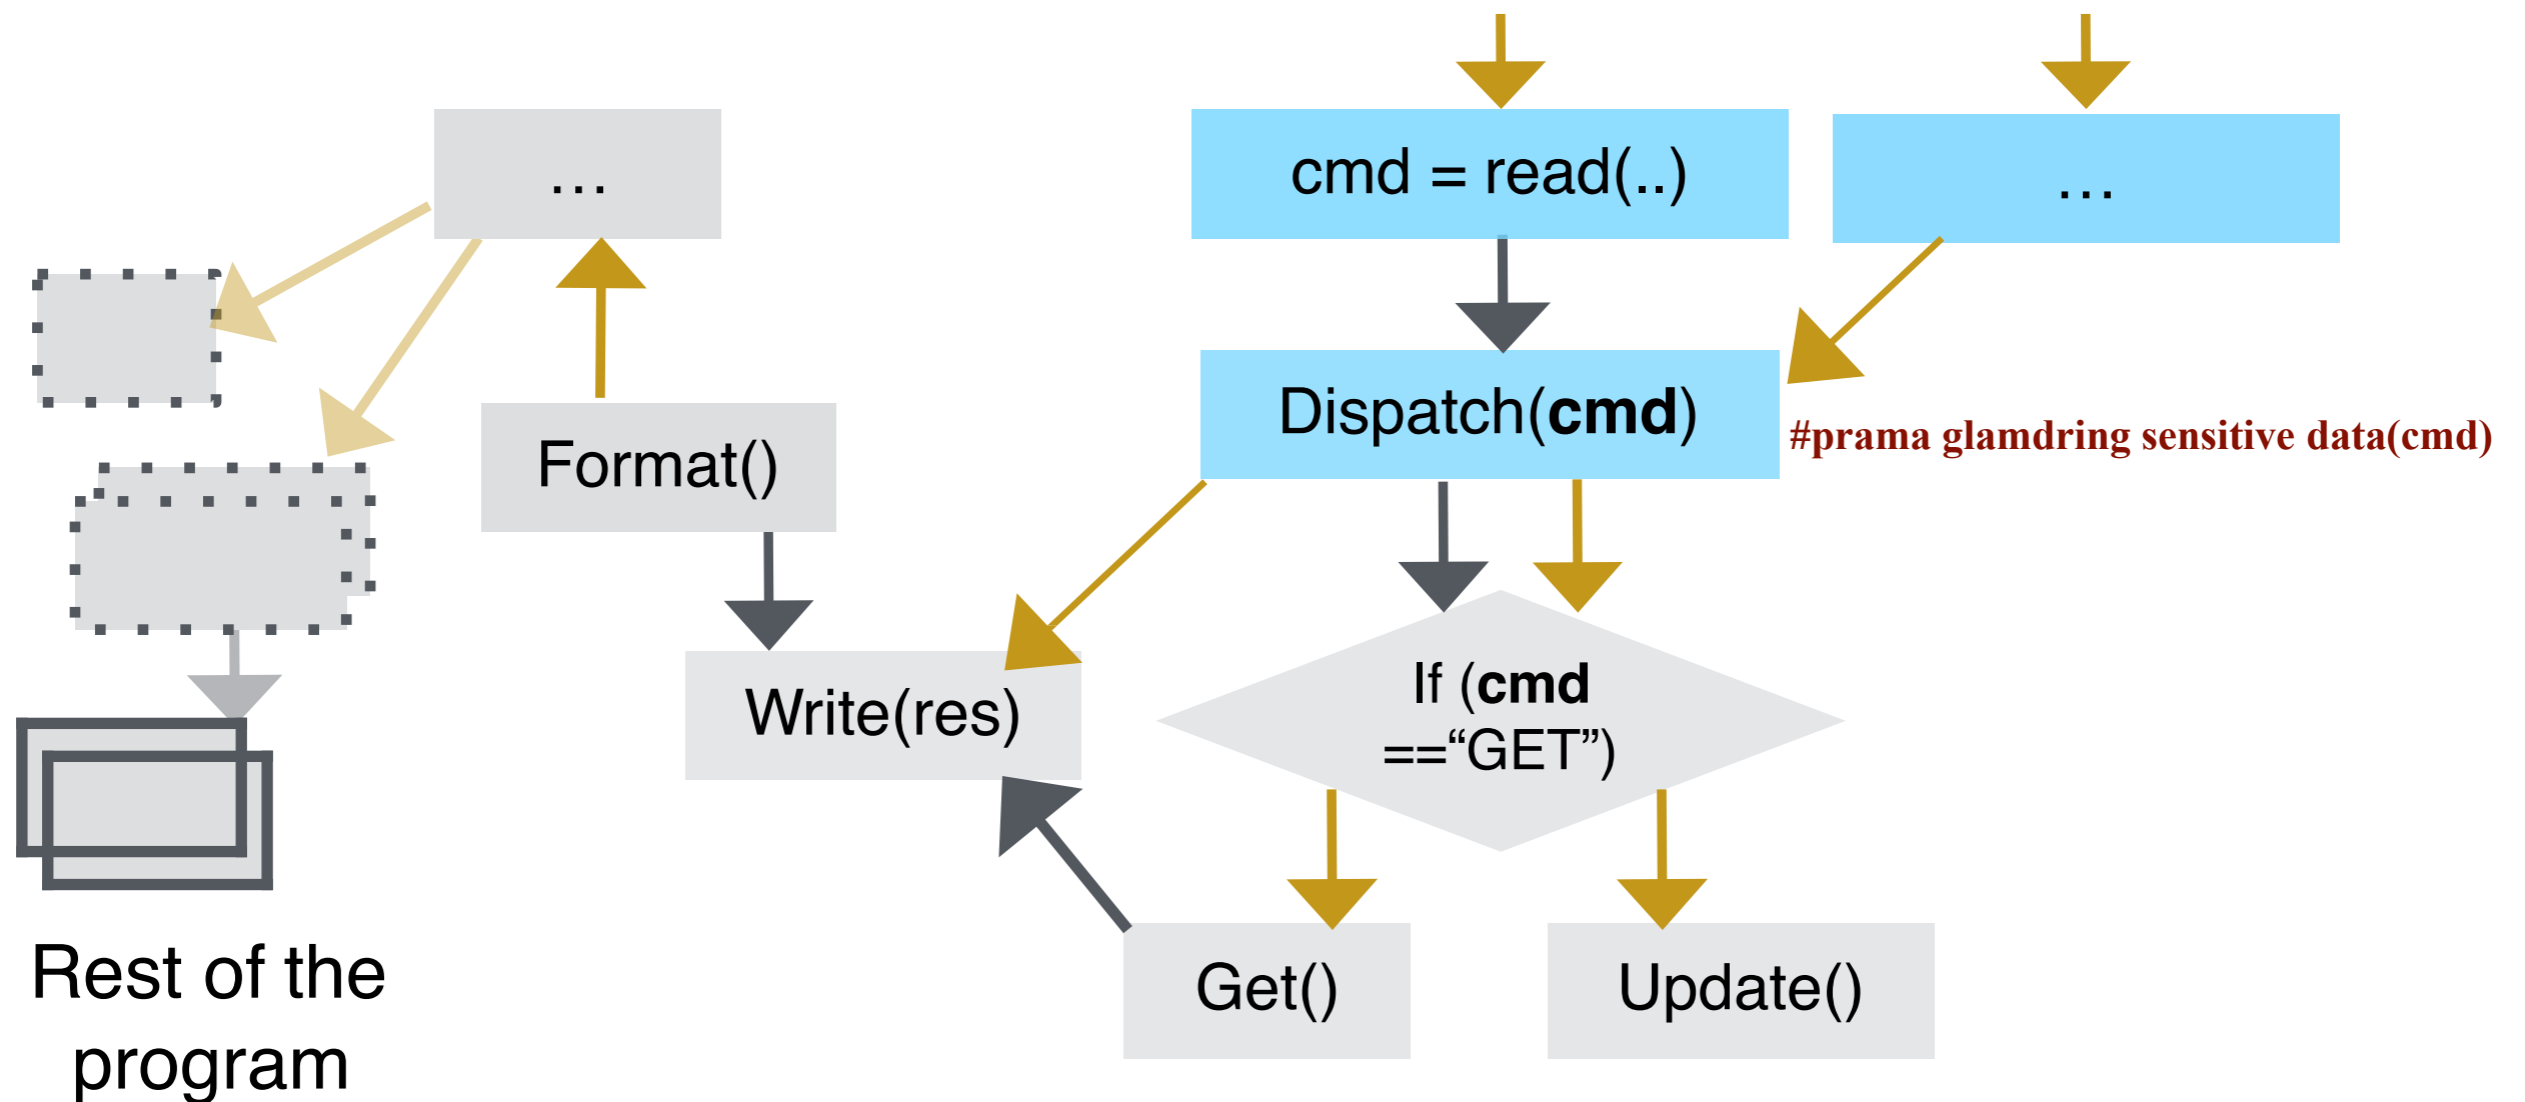 …
cmd = read(..)
…
Dispatch(cmd)
#prama glamdring sensitive data(cmd)
Format()
Write(res)
If (cmd
==“GET”)
Get()
Update()
Rest of the
program